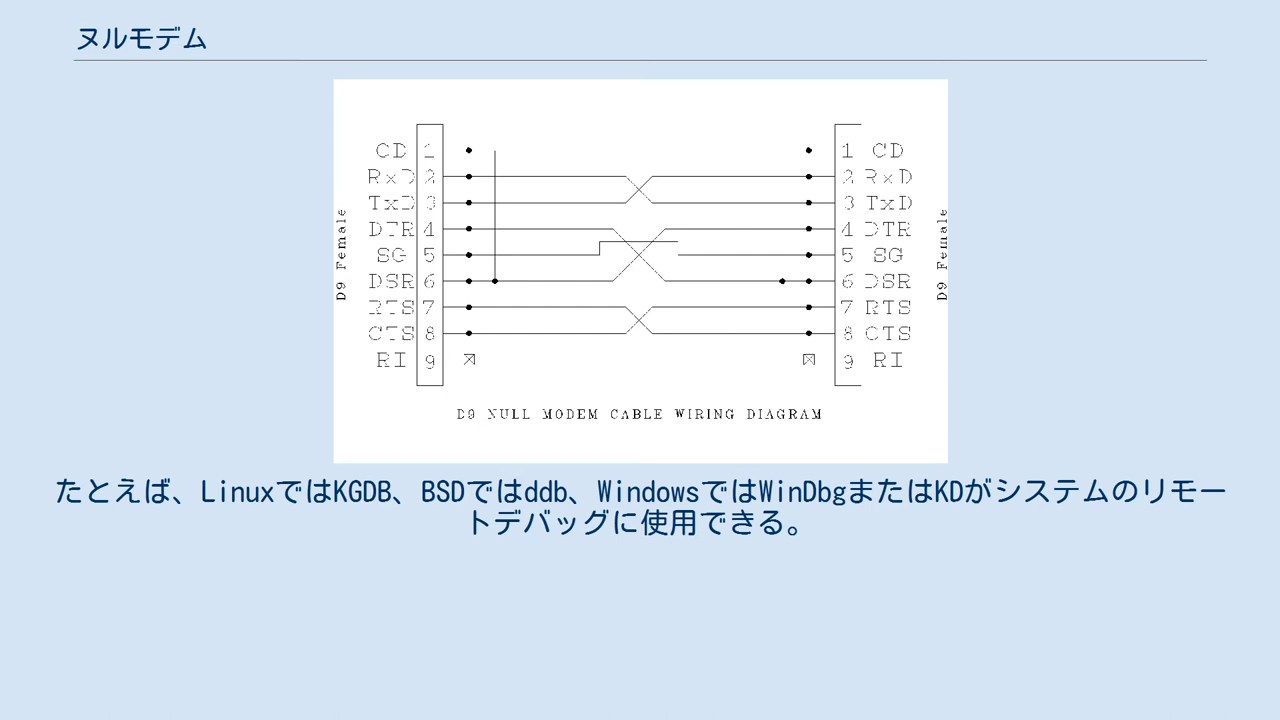 ヌルモデム
CD 1 1 CD
RxD 2 2 RxD
TxD 3 3 TxD
DTR 4 4 DTR
SG 5 5 SG
DSR 6 6 DSR
RTS 7 7 RTS
CTS 8 8 CTS
RI 9 9 RI
D9 Female
D9 Female
D9 NULL MODEM CABLE WIRING DIAGRAM
たとえば、LinuxではKGDB、BSDではddb、WindowsではWinDbgまたはKDがシステムのリモー
トデバッグに使用できる。